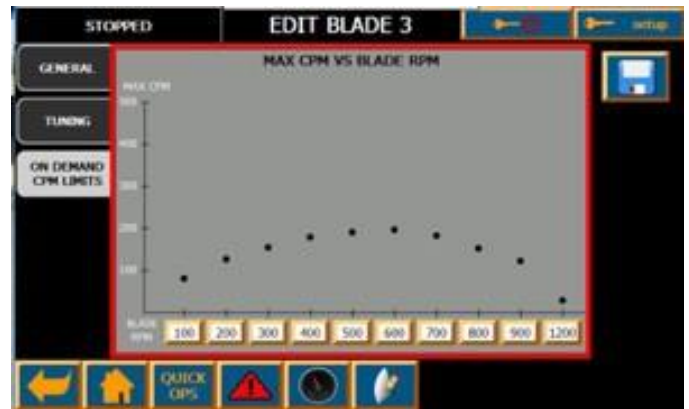 STOPPED
EDIT BLADE 3
setup
GENERAL
MAX CPM VS BLADE RPM
MAX CPM
500
TUNING
400
ON DEMAND
CPM LIMITS
300
200
100
BLADE
RPM
100 200 300 400 500 600 700 800 900 1200
QUICK
OPS